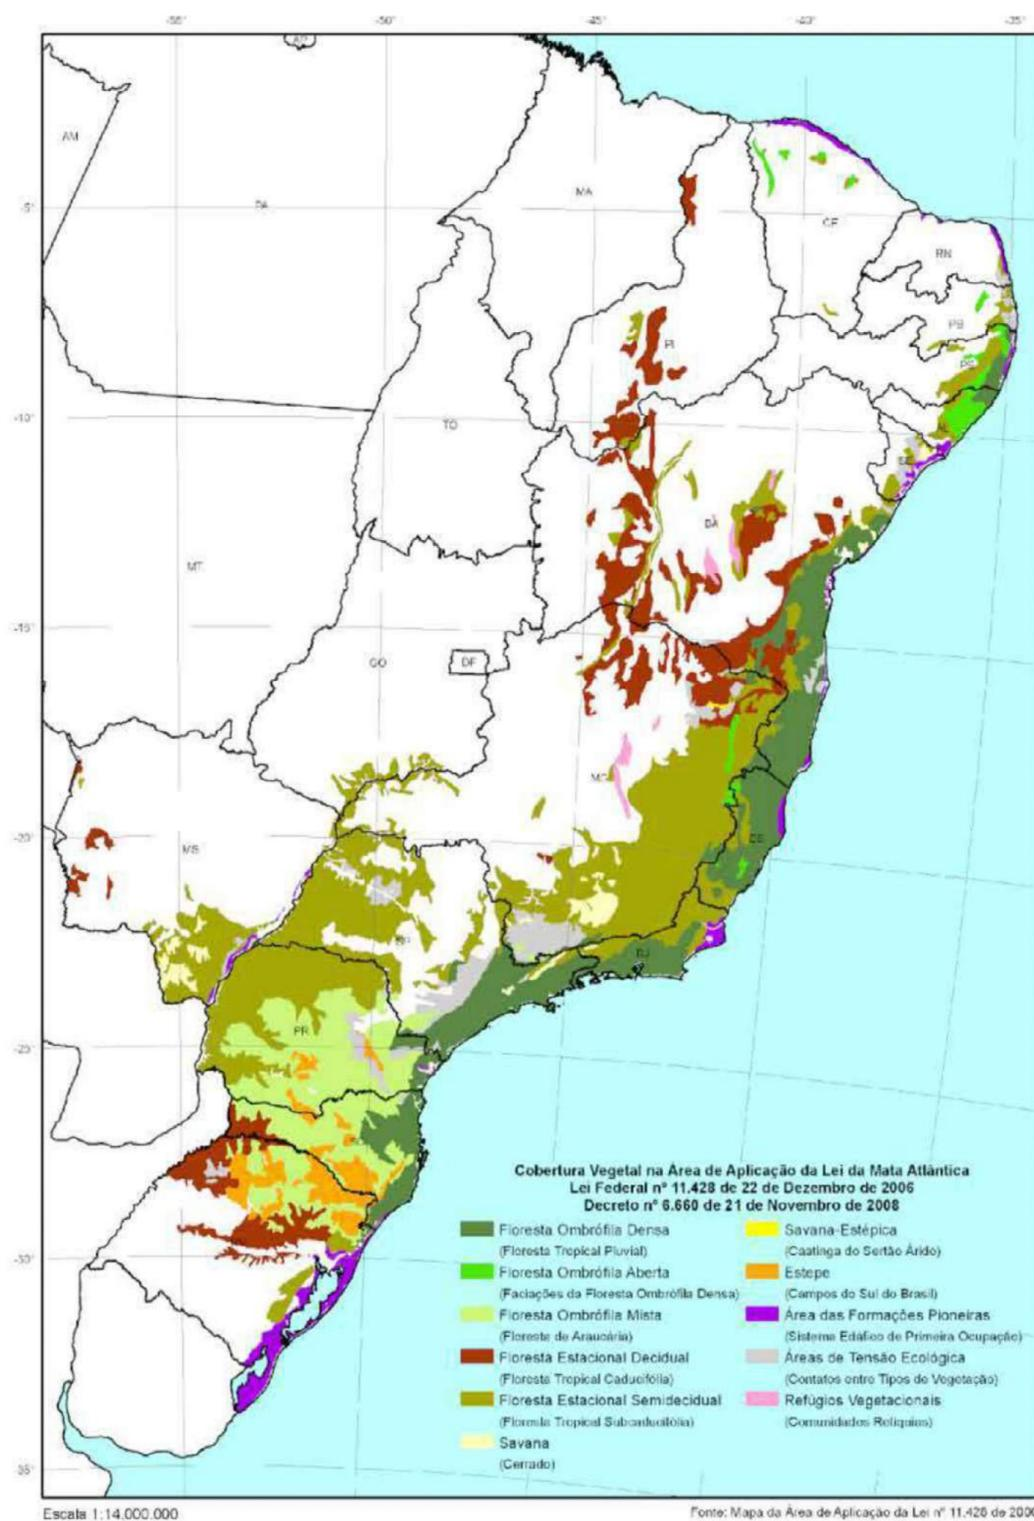 -55° -50° -45° -40° -35°
AP
AM
PA
MA
CE
-5°
RN
PB
PI
PE
-10°
TO
AL
SE
BA
MT
-15°
GO
DF
MG
ES
-20°
MS
SP
RJ
PR
-25°
SC
Cobertura Vegetal na Área de Aplicação da Lei da Mata Atlântica
Lei Federal nº 11.428 de 22 de Dezembro de 2006
Decreto nº 6.660 de 21 de Novembro de 2008
Floresta Ombrófila Densa
(Floresta Tropical Pluvial)
Floresta Ombrófila Aberta
(Faciações da Floresta Ombrófila Densa)
Floresta Ombrófila Mista
(Floresta de Araucária)
Floresta Estacional Decidual
(Floresta Tropical Caducifólia)
Floresta Estacional Semidecidual
(Floresta Tropical Subcaducifólia)
Savana
(Cerrado)
Savana-Estépica
(Caatinga do Sertão Árido)
Estepe
(Campos do Sul do Brasil)
Área das Formações Pioneiras
(Sistema Edáfico de Primeira Ocupação)
Áreas de Tensão Ecológica
(Contatos entre Tipos de Vegetação)
Refúgios Vegetacionais
(Comunidades Relíquias)
-30°
-35°
Escala 1:14.000.000
Fonte: Mapa da Área de Aplicação da Lei nº 11.428 de 2006